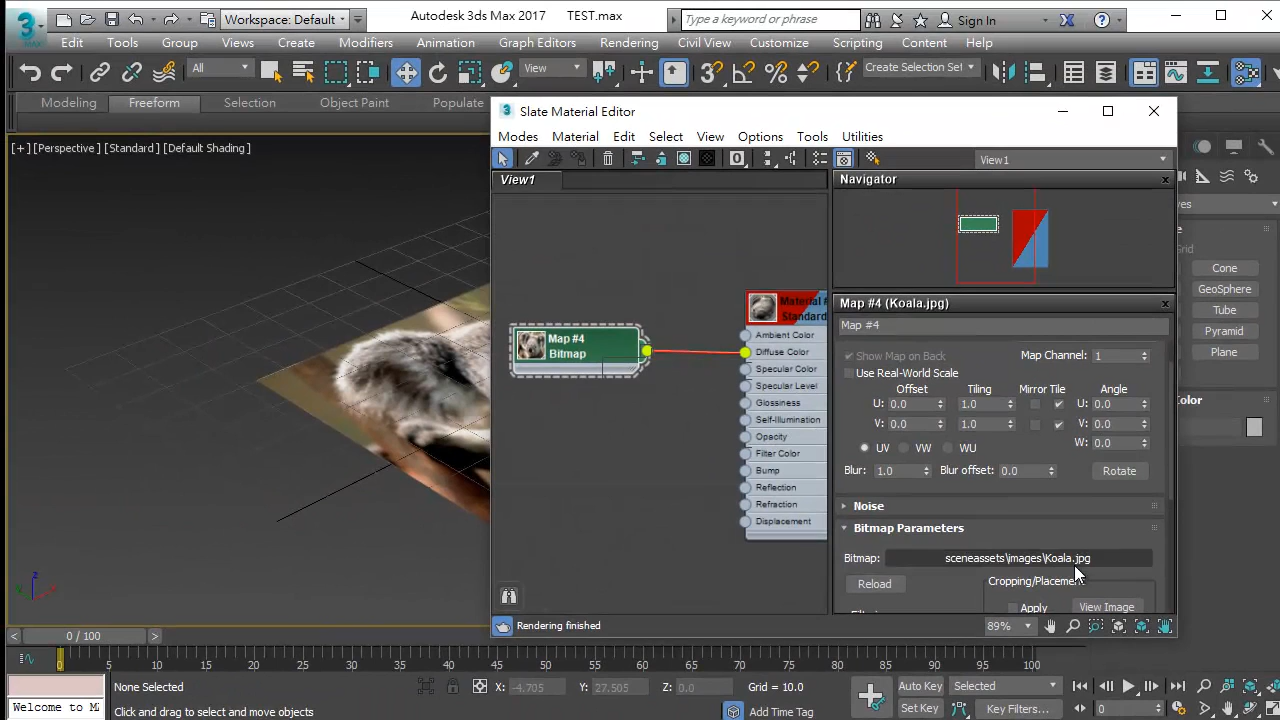 Workspace: Default
Autodesk 3ds Max 2017 TEST.max
Type a keyword or phrase
Sign In
3
MAX
Edit Tools Group Views Create Modifiers Animation Graph Editors Rendering Civil View Customize Scripting Content Help
All
View
Create Selection Set
Modeling Freeform Selection Object Paint Populate
[+] [Perspective] [Standard] [Default Shading]
Slate Material Editor
Modes Material Edit Select View Options Tools Utilities
View1
View1
Navigator
Map #4
Bitmap
Material
Standard
Ambient Color
Diffuse Color
Specular Color
Specular Level
Glossiness
Self-Illumination
Opacity
Filter Color
Bump
Reflection
Refraction
Displacement
Map #4 (Koala.jpg)
Map #4
Show Map on Back Map Channel: 1
Use Real-World Scale
Offset Tiling Mirror Tile Angle
U: 0.0 1.0 U: 0.0
V: 0.0 1.0 V: 0.0
W: 0.0
UV VW WU
Blur: 1.0 Blur offset: 0.0 Rotate
Noise
Bitmap Parameters
Bitmap: sceneassets\images\Koala.jpg
Reload
Cropping/Placement
Apply View Image
Rendering finished
89%
Cone
GeoSphere
Tube
Pyramid
Plane
Color
0 / 100
0 5 10 15 20 25 30 35 40 45 50 55 60 65 70 75 80 85 90 95 100
None Selected
X: -4.705 Y: 27.505 Z: 0.0 Grid = 10.0
Auto Key Selected
Welcome to M
Click and drag to select and move objects
Add Time Tag
Set Key Key Filters...
0